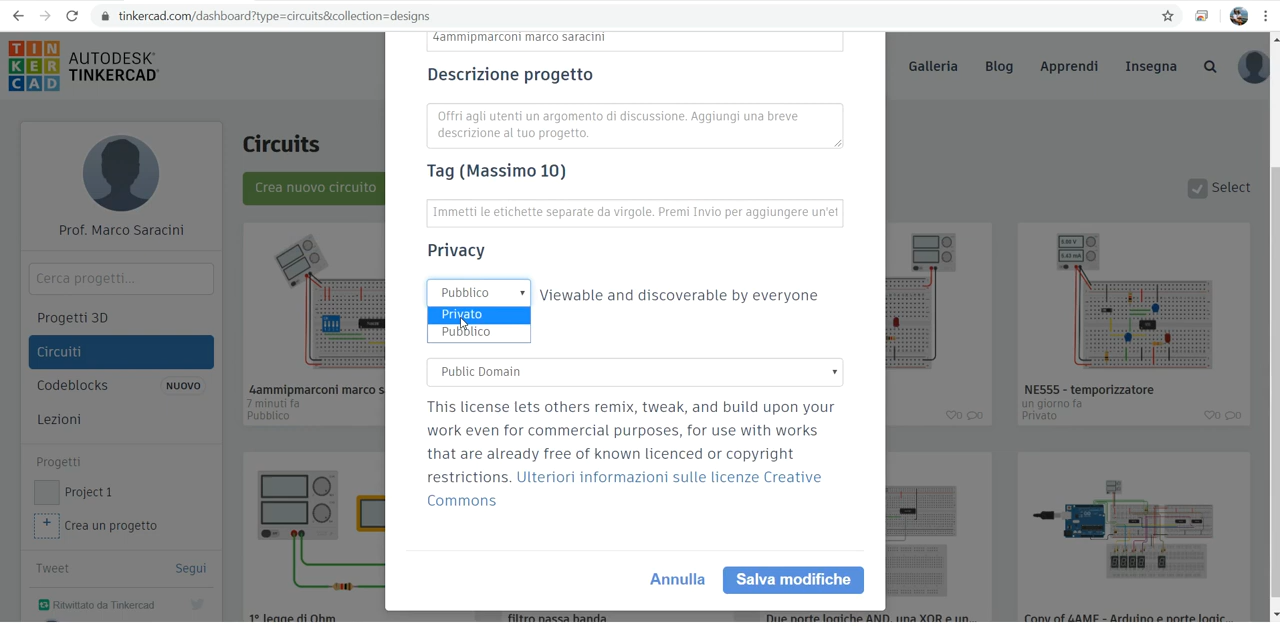 tinkercad.com/dashboard?type=circuits&collection=designs
TIN
KER
CAD
AUTODESK®
TINKERCAD®
Galleria
Blog
Apprendi
Insegna
Prof. Marco Saracini
Cerca progetti...
Progetti 3D
Circuiti
Codeblocks
NUOVO
Lezioni
Progetti
Project 1
+
Crea un progetto
Tweet
Segui
Ritwittato da Tinkercad
Circuits
Crea nuovo circuito
Select
4ammipmarconi marco s
7 minuti fa
Pubblico
0 0
NE555 - temporizzatore
un giorno fa
Privato
0 0
1° legge di Ohm
filtro passa banda
Due porte logiche AND, una XOR e un...
Copy of 4AME - Arduino e porte logic...
4ammipmarconi marco saracini
Descrizione progetto
Offri agli utenti un argomento di discussione. Aggiungi una breve
descrizione al tuo progetto.
Tag (Massimo 10)
Immetti le etichette separate da virgole. Premi Invio per aggiungere un'et
Privacy
Pubblico
Viewable and discoverable by everyone
Privato
Pubblico
Public Domain
This license lets others remix, tweak, and build upon your
work even for commercial purposes, for use with works
that are already free of known licenced or copyright
restrictions. Ulteriori informazioni sulle licenze Creative
Commons
Annulla
Salva modifiche